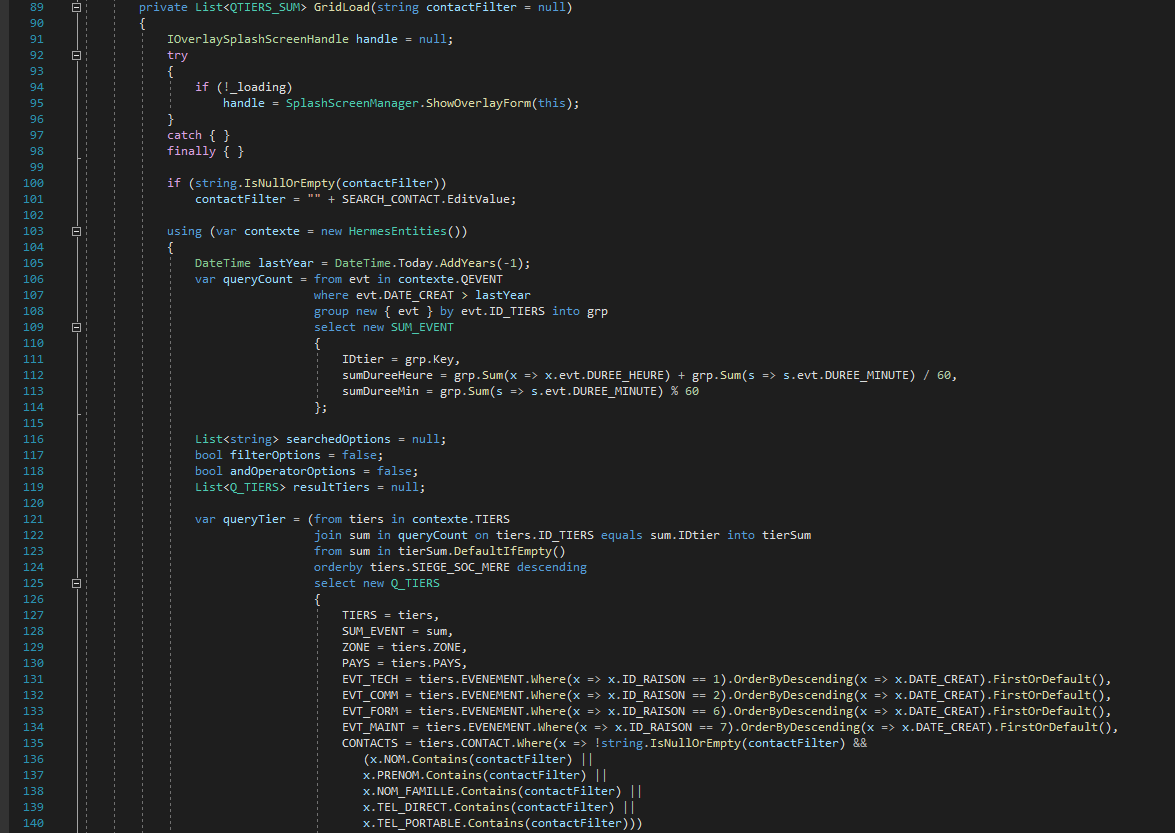 89 private List<QTIERS_SUM> GridLoad(string contactFilter = null)
90 {
91 IOverlaySplashScreenHandle handle = null;
92 try
93 {
94 if (!_loading)
95 handle = SplashScreenManager.ShowOverlayForm(this);
96 }
97 catch { }
98 finally { }
99
100 if (string.IsNullOrEmpty(contactFilter))
101 contactFilter = "" + SEARCH_CONTACT.EditValue;
102
103 using (var contexte = new HermesEntities())
104 {
105 DateTime lastYear = DateTime.Today.AddYears(-1);
106 var queryCount = from evt in contexte.QEVENT
107 where evt.DATE_CREAT > lastYear
108 group new { evt } by evt.ID_TIERS into grp
109 select new SUM_EVENT
110 {
111 IDtier = grp.Key,
112 sumDureeHeure = grp.Sum(x => x.evt.DUREE_HEURE) + grp.Sum(s => s.evt.DUREE_MINUTE) / 60,
113 sumDureeMin = grp.Sum(s => s.evt.DUREE_MINUTE) % 60
114 };
115
116 List<string> searchedOptions = null;
117 bool filterOptions = false;
118 bool andOperatorOptions = false;
119 List<Q_TIERS> resultTiers = null;
120
121 var queryTier = (from tiers in contexte.TIERS
122 join sum in queryCount on tiers.ID_TIERS equals sum.IDtier into tierSum
123 from sum in tierSum.DefaultIfEmpty()
124 orderby tiers.SIEGE_SOC_MERE descending
125 select new Q_TIERS
126 {
127 TIERS = tiers,
128 SUM_EVENT = sum,
129 ZONE = tiers.ZONE,
130 PAYS = tiers.PAYS,
131 EVT_TECH = tiers.EVENEMENT.Where(x => x.ID_RAISON == 1).OrderByDescending(x => x.DATE_CREAT).FirstOrDefault(),
132 EVT_COMM = tiers.EVENEMENT.Where(x => x.ID_RAISON == 2).OrderByDescending(x => x.DATE_CREAT).FirstOrDefault(),
133 EVT_FORM = tiers.EVENEMENT.Where(x => x.ID_RAISON == 6).OrderByDescending(x => x.DATE_CREAT).FirstOrDefault(),
134 EVT_MAINT = tiers.EVENEMENT.Where(x => x.ID_RAISON == 7).OrderByDescending(x => x.DATE_CREAT).FirstOrDefault(),
135 CONTACTS = tiers.CONTACT.Where(x => !string.IsNullOrEmpty(contactFilter) &&
136 (x.NOM.Contains(contactFilter) ||
137 x.PRENOM.Contains(contactFilter) ||
138 x.NOM_FAMILLE.Contains(contactFilter) ||
139 x.TEL_DIRECT.Contains(contactFilter) ||
140 x.TEL_PORTABLE.Contains(contactFilter)))